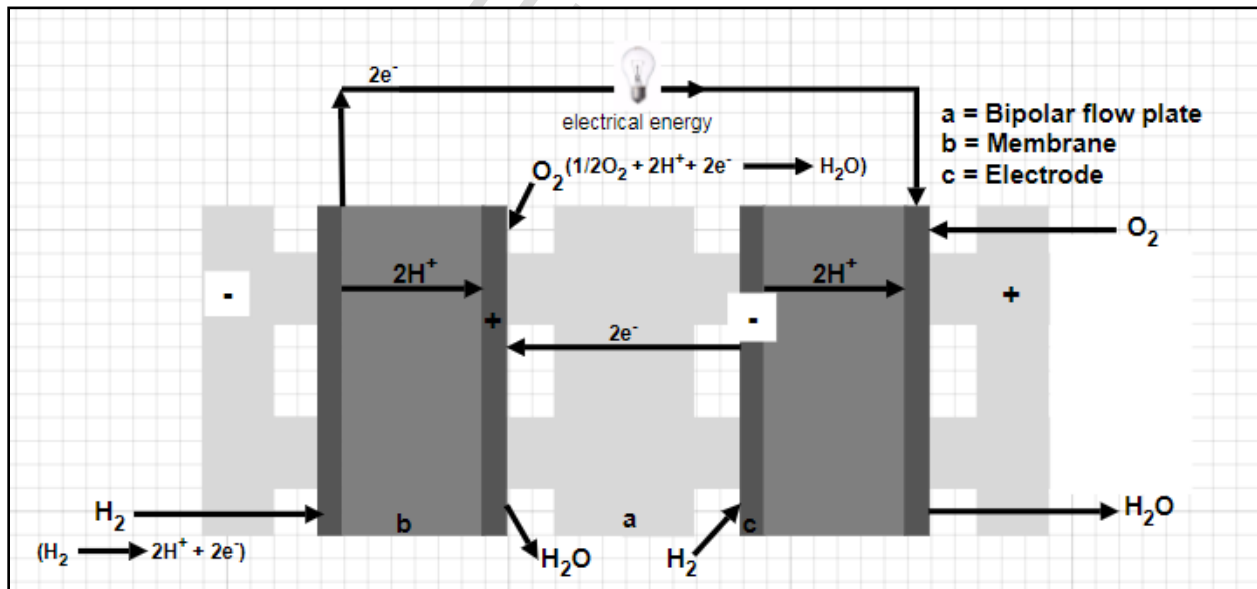 2e⁻
electrical energy
a = Bipolar flow plate
b = Membrane
c = Electrode
O₂ (1/2O₂ + 2H⁺ + 2e⁻ → H₂O)
O₂
2H⁺
2H⁺
-
+
-
+
2e⁻
H₂
(H₂ → 2H⁺ + 2e⁻)
b
H₂O
a
H₂
c
H₂O